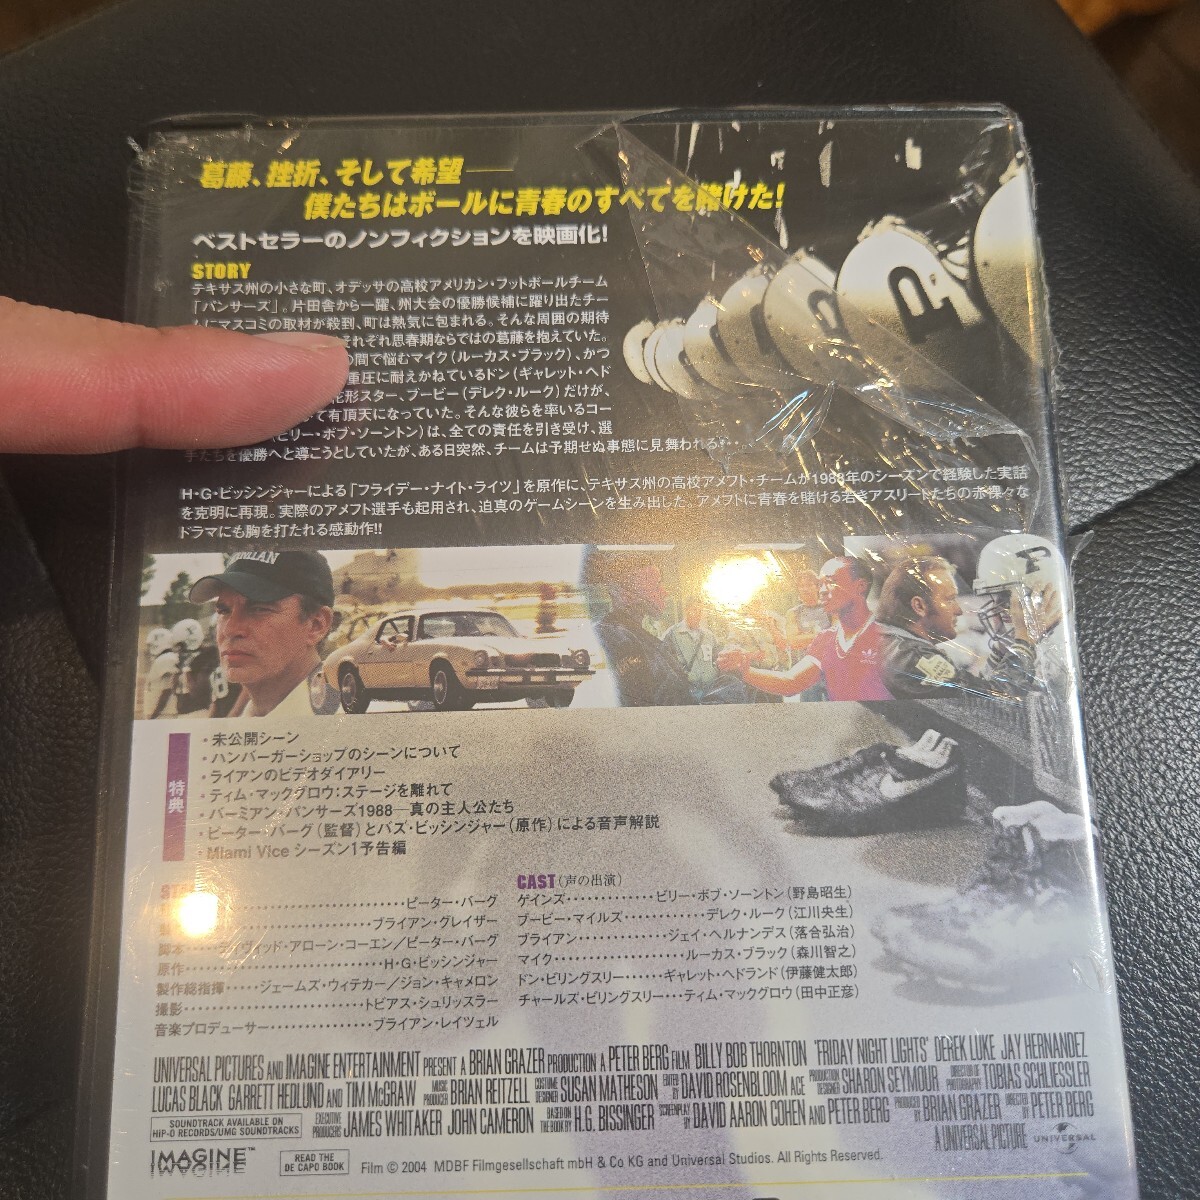 葛藤、挫折、そして希望――
僕たちはボールに青春のすべてを賭けた!
ベストセラーのノンフィクションを映画化!
STORY
テキサス州の小さな町、オデッサの高校アメリカン・フットボールチーム
「パンサーズ」。片田舎から一躍、州大会の優勝候補に躍り出たチー
ムにマスコミの取材が殺到、町は熱気に包まれる。そんな周囲の期待
それぞれ思春期ならではの葛藤を抱えていた。
の間で悩むマイク(ルーカス・ブラック)、かつ
重圧に耐えかねているドン(ギャレット・ヘド
花形スター、ブービー(デレク・ルーク)だけが、
て有頂天になっていた。そんな彼らを率いるコー
(ビリー・ボブ・ソーントン)は、全ての責任を引き受け、選
手たちを優勝へと導こうとしていたが、ある日突然、チームは予期せぬ事態に見舞われる・・・。
H・G・ビッシンジャーによる「フライデー・ナイト・ライツ」を原作に、テキサス州の高校アメフト・チームが1988年のシーズンで経験した実話
を克明に再現。実際のアメフト選手も起用され、迫真のゲームシーンを生み出した。アメフトに青春を賭ける若きアスリートたちの赤裸々な
ドラマにも胸を打たれる感動作!!
MIAN
P
特典
・未公開シーン
・ハンバーガーショップのシーンについて
・ライアンのビデオダイアリー
・ティム・マックグロウ:ステージを離れて
・パーミアン・パンサーズ1988―真の主人公たち
・ピーター・バーグ(監督)とバズ・ビッシンジャー(原作)による音声解説
・Miami Vice シーズン1予告編
ピーター・バーグ
ブライアン・グレイザー
脚本・・・・・デイヴィッド・アローン・コーエン/ピーター・バーグ
原作・・・・・・・・・・・・・・・・・・・・・・・・・・・・H・G・ビッシンジャー
製作総指揮・・・・・ジェームズ・ウィテカー/ジョン・キャメロン
撮影・・・・・・・・・・・・・・・・・・・・・・・・・トビアス・シュリッスラー
音楽プロデューサー・・・・・・・・・・・・・・・ブライアン・レイツェル
CAST(声の出演)
ゲインズ・・・・・・・・・・・・ビリー・ボブ・ソーントン(野島昭生)
ブービー・マイルズ・・・・・・・・・・・・デレク・ルーク(江川央生)
ブライアン・・・・・・・・・・・・・ジェイ・ヘルナンデス(落合弘治)
マイク・・・・・・・・・・・・・・・・・・・ルーカス・ブラック(森川智之)
ドン・ビリングスリー・・・・・・ギャレット・ヘドランド(伊藤健太郎)
チャールズ・ビリングスリー・・・ティム・マックグロウ(田中正彦)
UNIVERSAL PICTURES AND IMAGINE ENTERTAINMENT PRESENT A BRIAN GRAZER PRODUCTION A PETER BERG FILM BILLY BOB THORNTON 'FRIDAY NIGHT LIGHTS' DEREK LUKE JAY HERNANDEZ
LUCAS BLACK GARRETT HEDLUND AND TIM McGRAW MUSIC PRODUCER BRIAN REITZELL COSTUME DESIGNER SUSAN MATHESON EDITED BY DAVID ROSENBLOOM ACE PRODUCTION DESIGNER SHARON SEYMOUR DIRECTOR OF PHOTOGRAPHY TOBIAS SCHLIESSLER
SOUNDTRACK AVAILABLE ON
HIP-O RECORDS/UMG SOUNDTRACKS
EXECUTIVE PRODUCERS JAMES WHITAKER JOHN CAMERON BASED ON THE BOOK BY H.G. BISSINGER SCREENPLAY BY DAVID AARON COHEN AND PETER BERG PRODUCED BY BRIAN GRAZER DIRECTED BY PETER BERG
A UNIVERSAL PICTURE UNIVERSAL
IMAGINE™
READ THE
DE CAPO BOOK
Film © 2004 MDBF Filmgesellschaft mbH & Co KG and Universal Studios. All Rights Reserved.